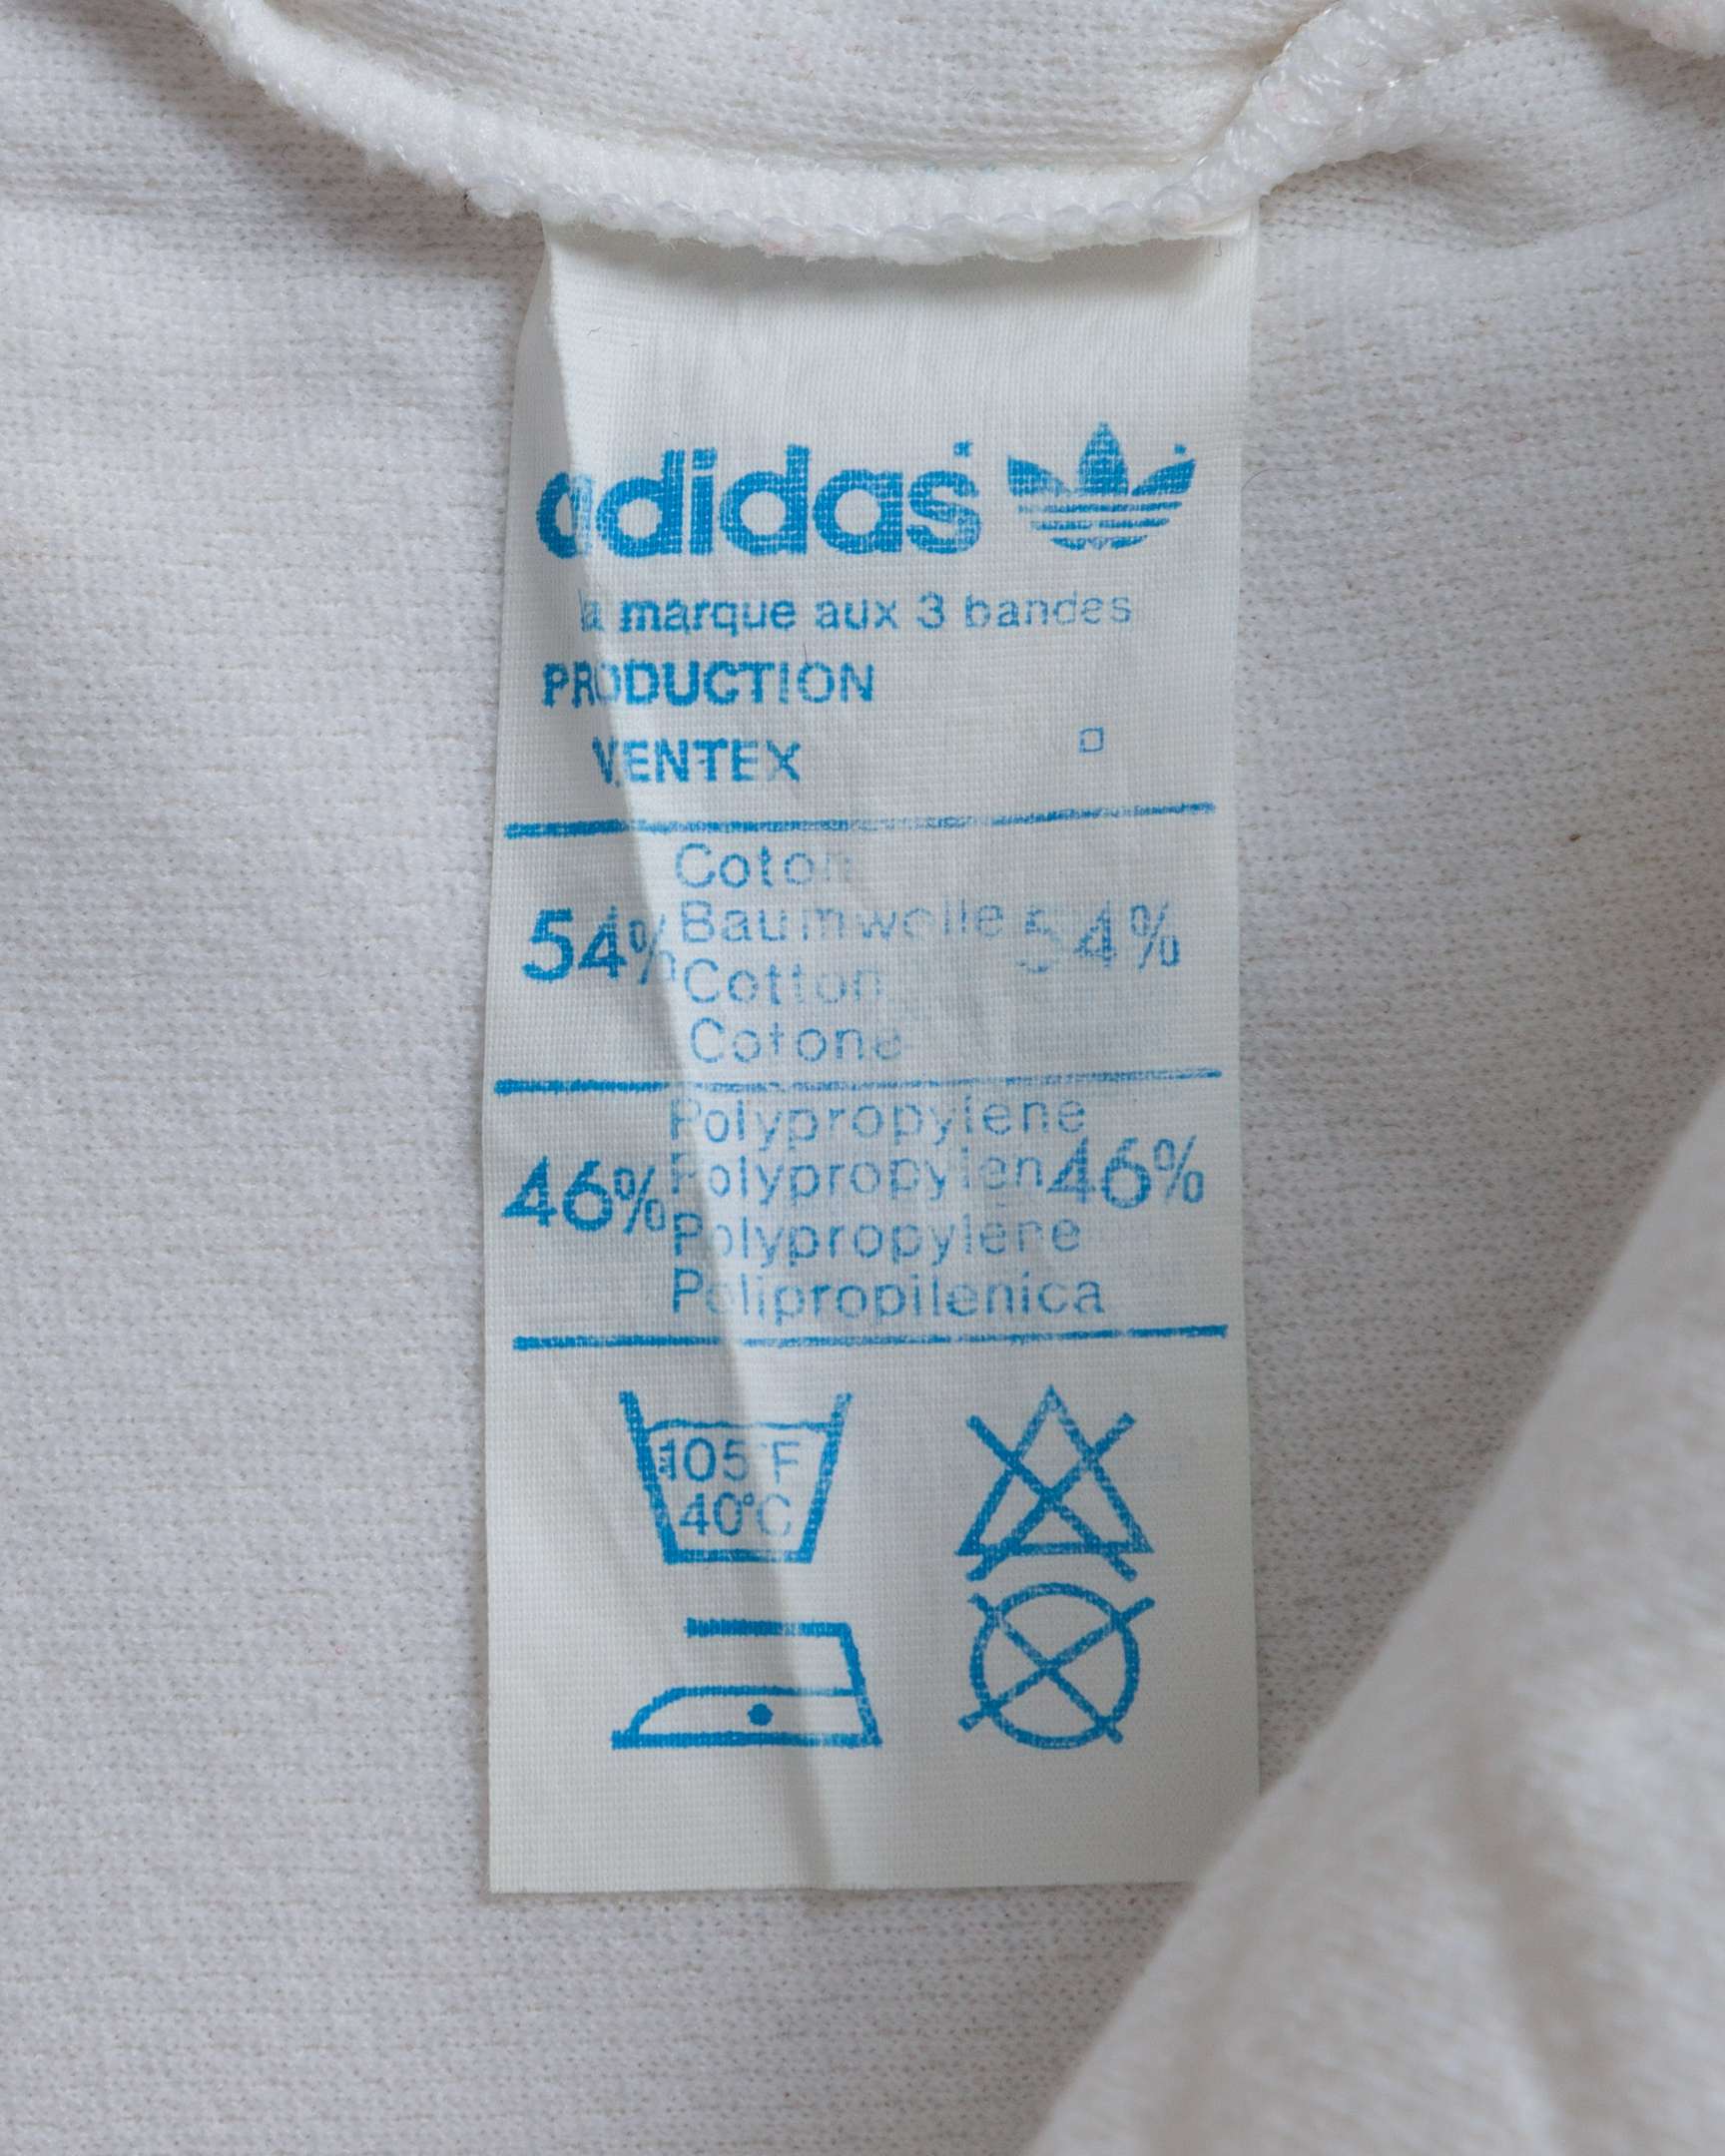 adidas
la marque aux 3 bandes
PRODUCTION
VENTEX
Coton
54% Baumwolle 54%
Cotton
Cotone
Polypropylene
46% Polypropylen 46%
Polypropylène
Polipropilenica
105°F
40°C